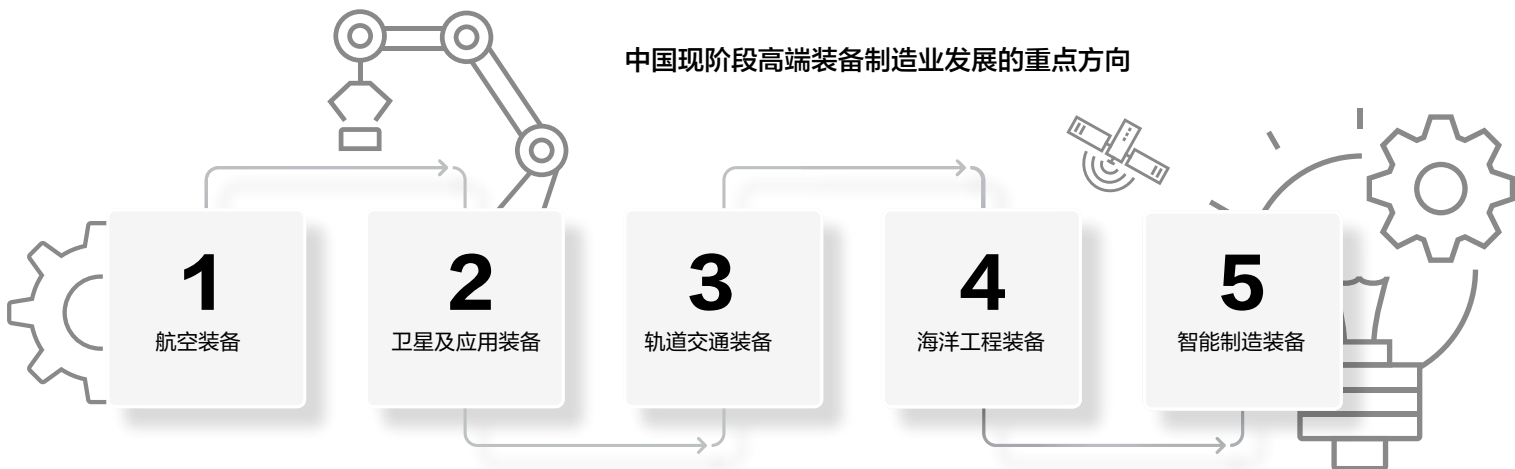 中国现阶段高端装备制造业发展的重点方向
1
航空装备
2
卫星及应用装备
3
轨道交通装备
4
海洋工程装备
5
智能制造装备